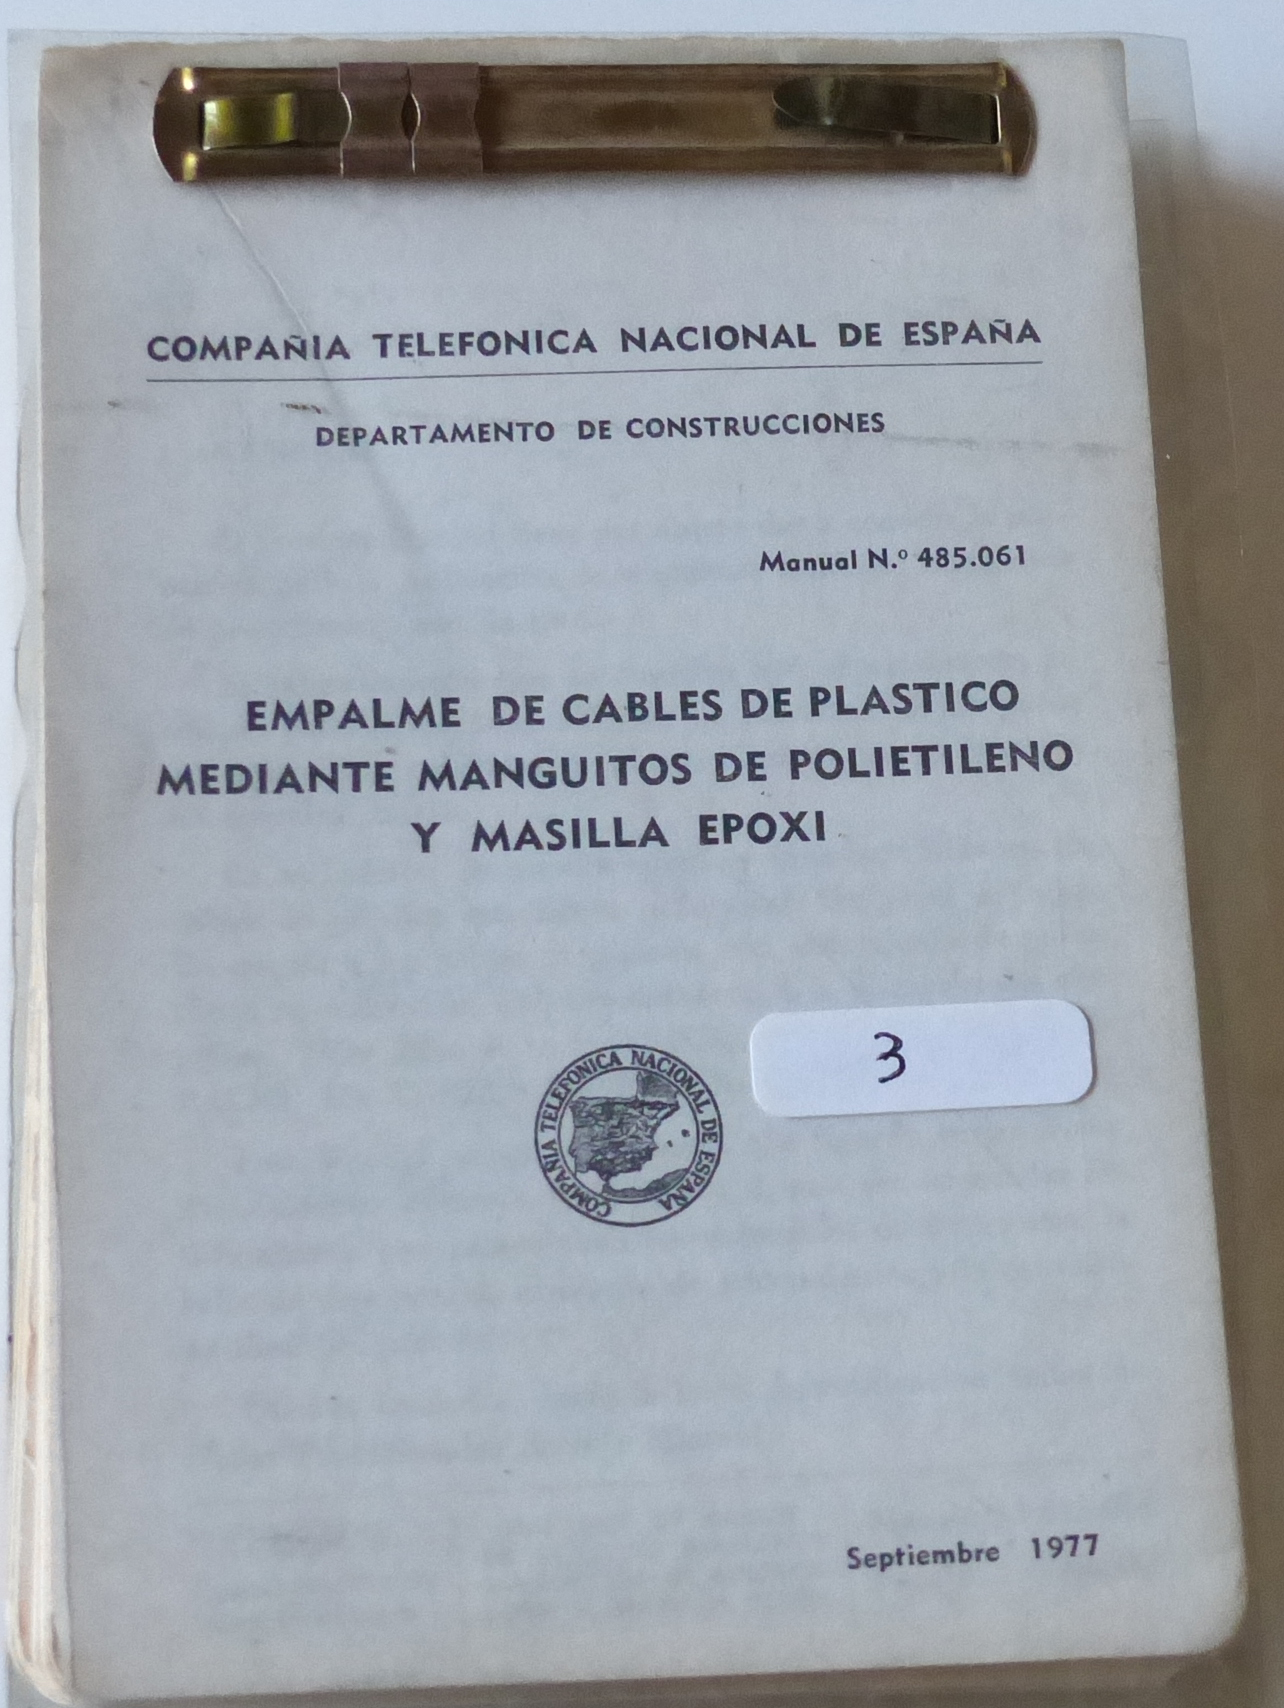 COMPAÑIA TELEFONICA NACIONAL DE ESPAÑA
DEPARTAMENTO DE CONSTRUCCIONES
Manual N.º 485.061
EMPALME DE CABLES DE PLASTICO
MEDIANTE MANGUITOS DE POLIETILENO
Y MASILLA EPOXI
3
COMPAÑIA TELEFONICA NACIONAL DE ESPAÑA
Septiembre 1977